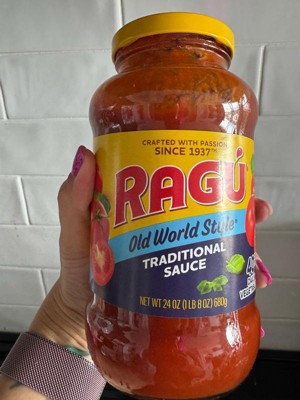 CRAFTED WITH PASSION
SINCE 1937™
RAGÚ
Old World Style®
TRADITIONAL
SAUCE
NET WT 24 OZ (1 LB 8 OZ) 680g